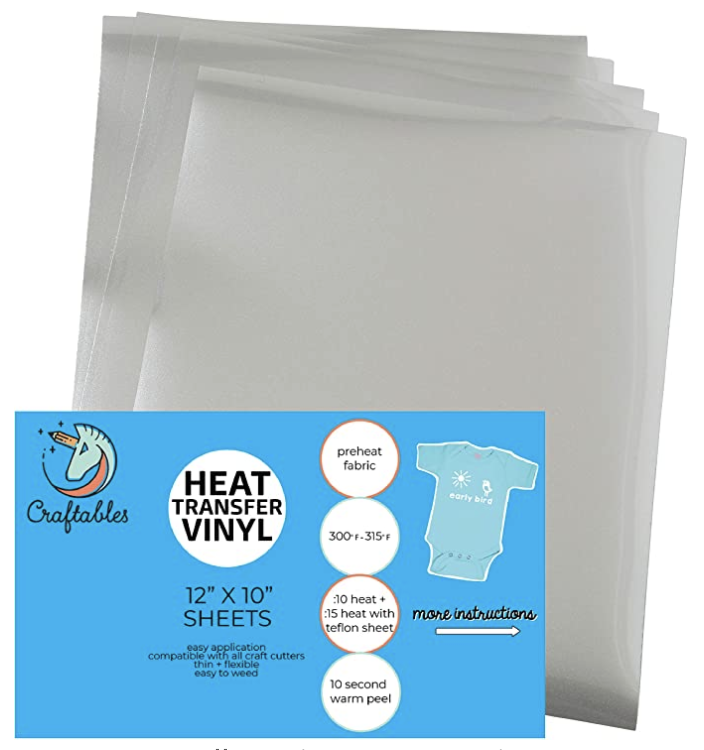 Craftables
HEAT
TRANSFER
VINYL
12” X 10”
SHEETS
easy application
compatible with all craft cutters
thin + flexible
easy to weed
preheat
fabric
300°F-315°F
:10 heat +
:15 heat with
teflon sheet
10 second
warm peel
early bird
more instructions